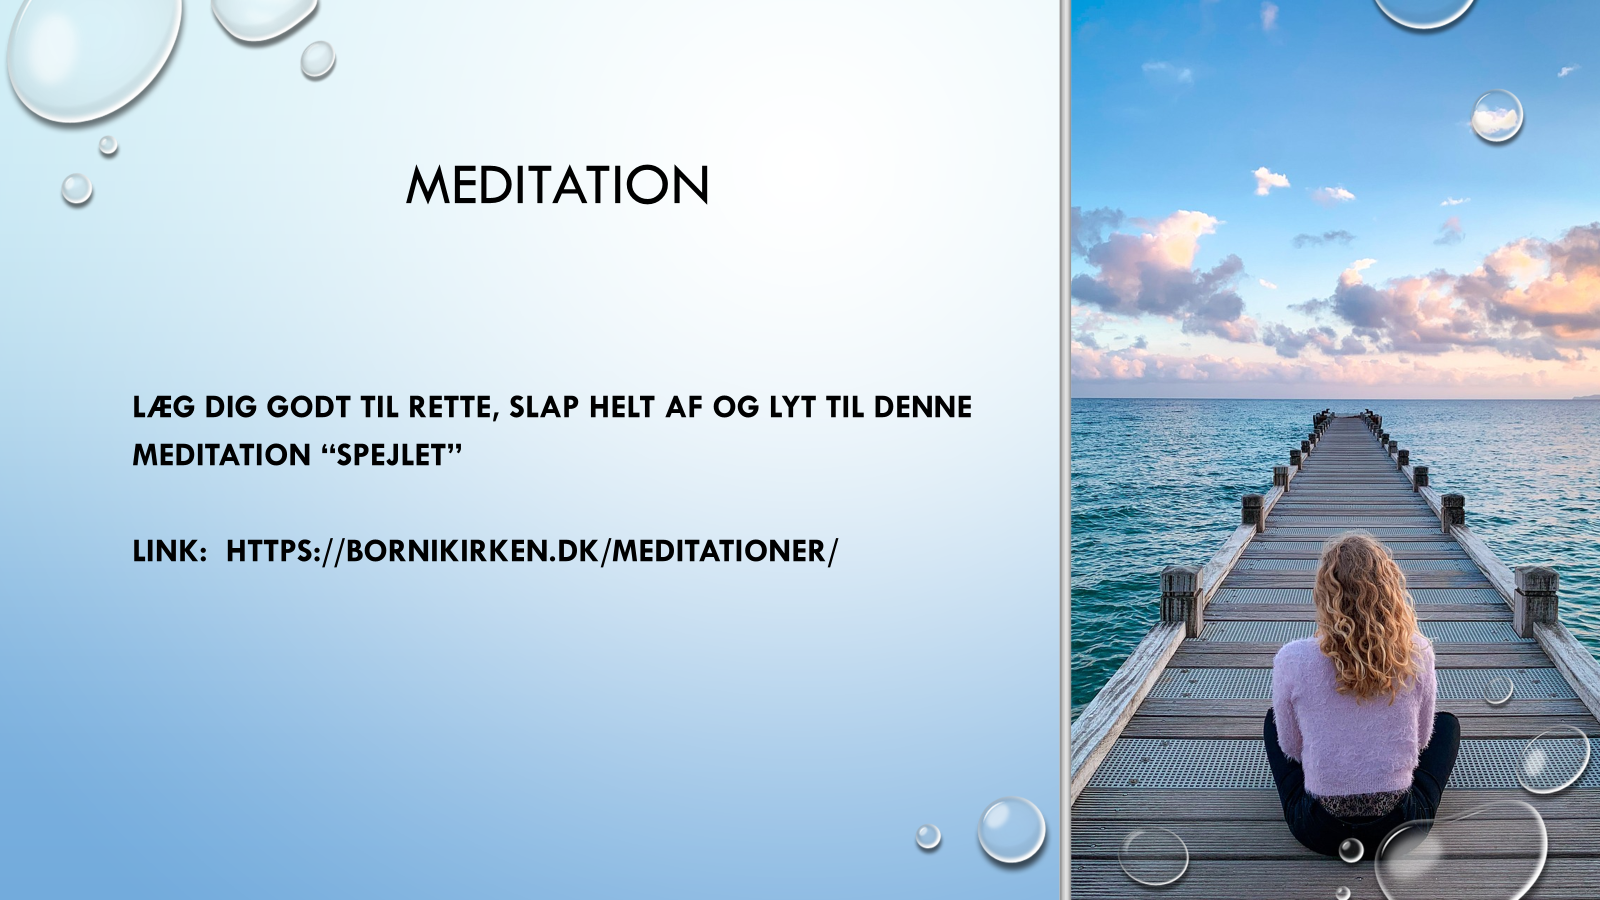 MEDITATION
LÆG DIG GODT TIL RETTE, SLAP HELT AF OG LYT TIL DENNE
MEDITATION “SPEJLET”
LINK:  HTTPS://BORNIKIRKEN.DK/MEDITATIONER/